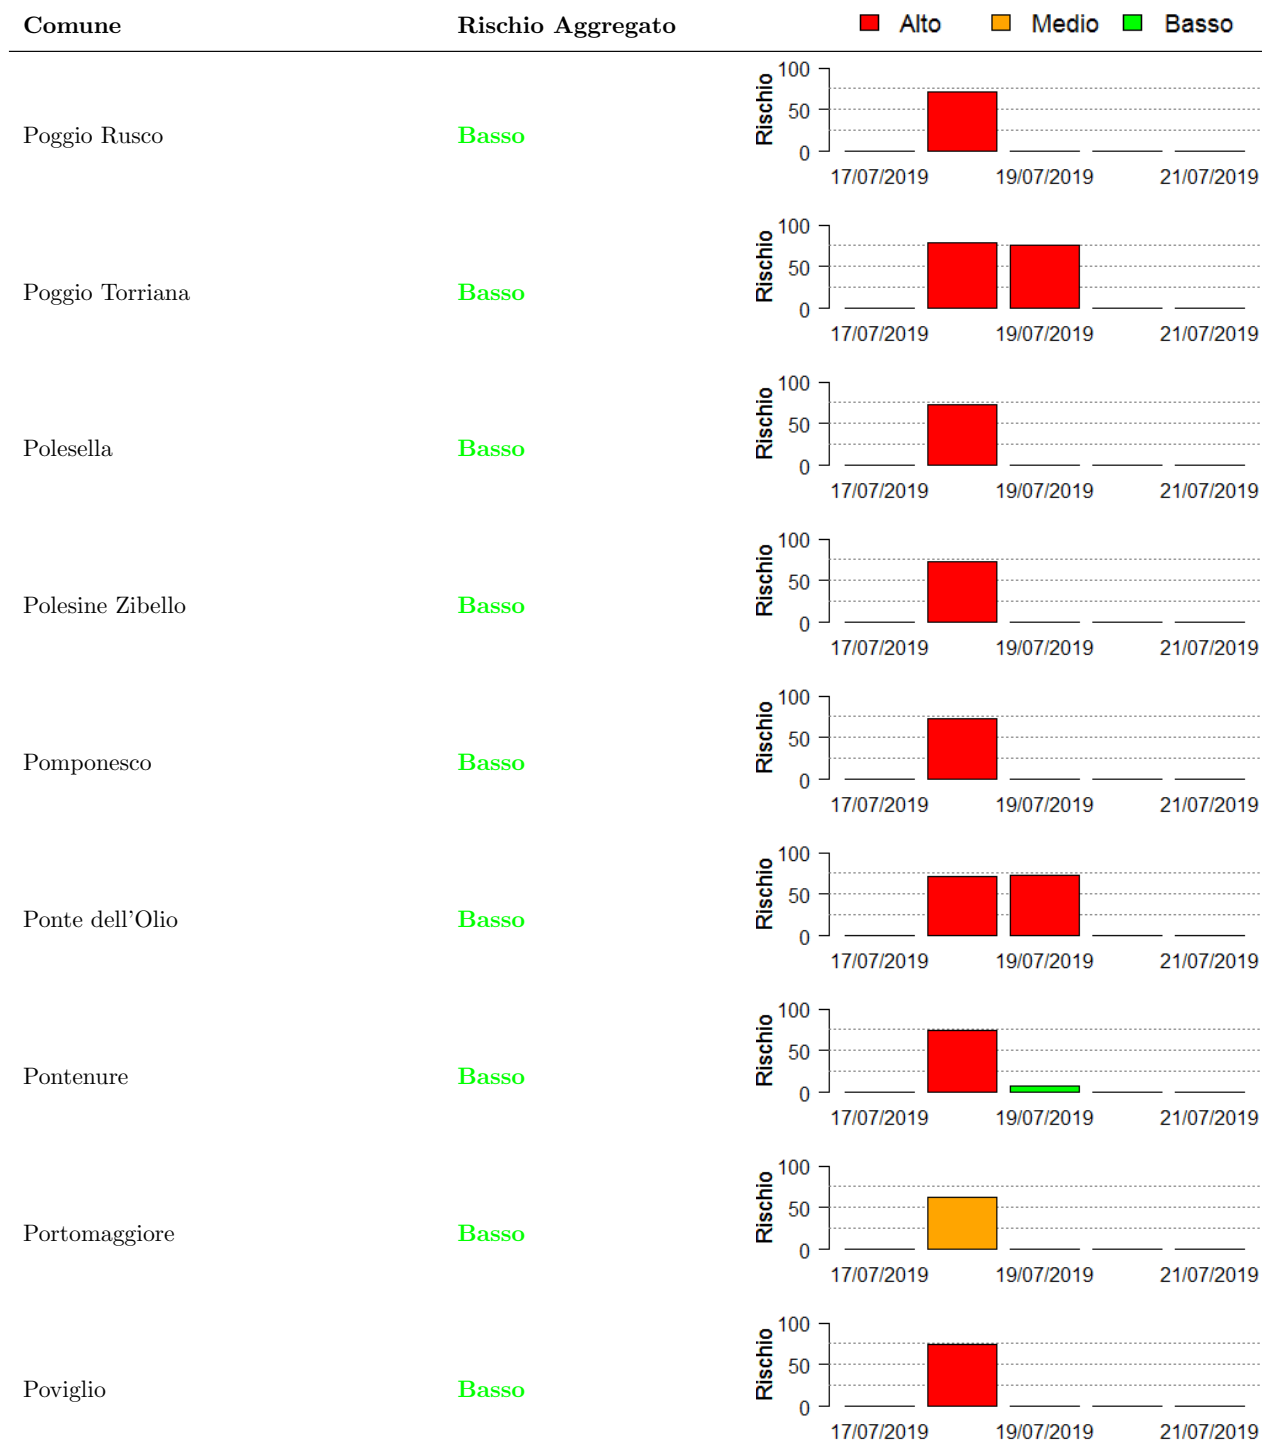 Comune Rischio Aggregato Alto Medio Basso
100
50
0
Rischio
Poggio Rusco Basso
17/07/2019 19/07/2019 21/07/2019
100
50
0
Rischio
Poggio Torriana Basso
17/07/2019 19/07/2019 21/07/2019
100
50
0
Rischio
Polesella Basso
17/07/2019 19/07/2019 21/07/2019
100
50
0
Rischio
Polesine Zibello Basso
17/07/2019 19/07/2019 21/07/2019
100
50
0
Rischio
Pomponesco Basso
17/07/2019 19/07/2019 21/07/2019
100
50
0
Rischio
Ponte dell'Olio Basso
17/07/2019 19/07/2019 21/07/2019
100
50
0
Rischio
Pontenure Basso
17/07/2019 19/07/2019 21/07/2019
100
50
0
Rischio
Portomaggiore Basso
17/07/2019 19/07/2019 21/07/2019
100
50
0
Rischio
Poviglio Basso
17/07/2019 19/07/2019 21/07/2019